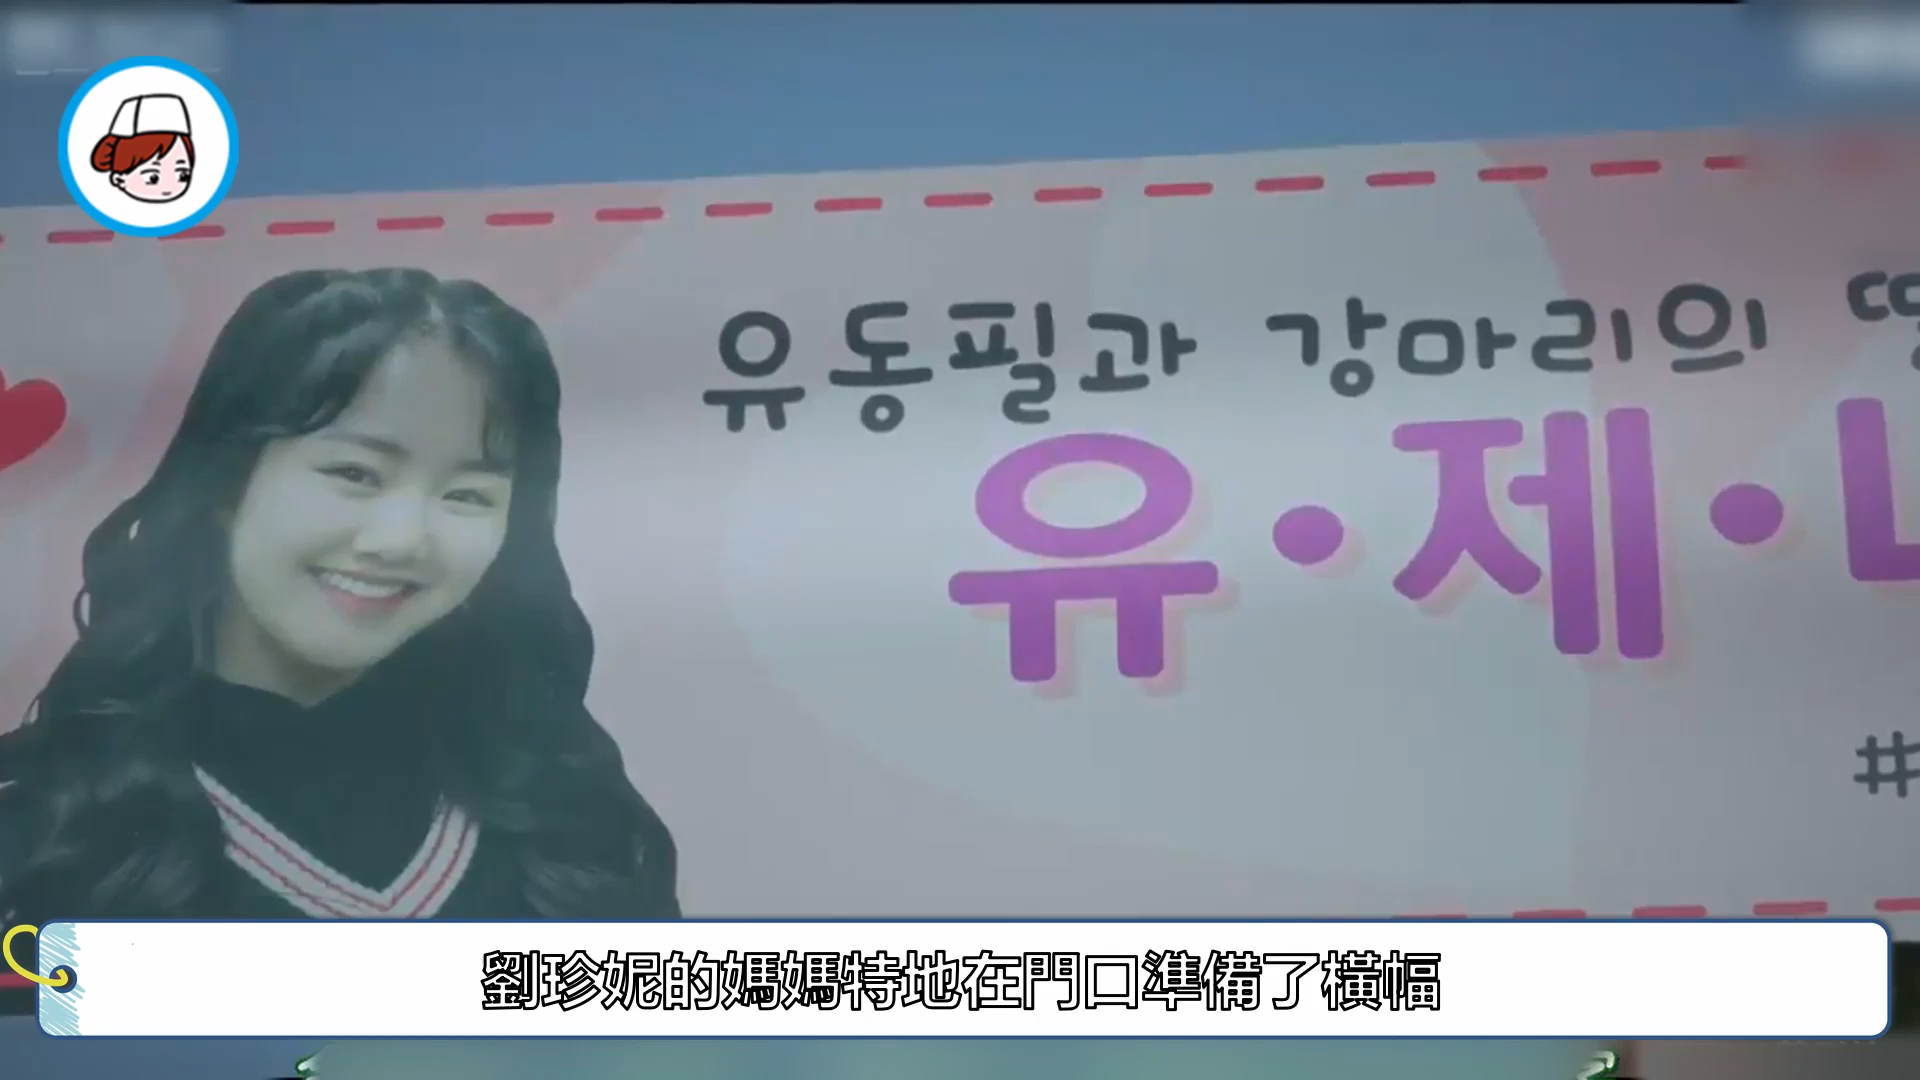 유동필과 강마리의
유·제·니
#
劉珍妮的媽媽特地在門口準備了橫幅